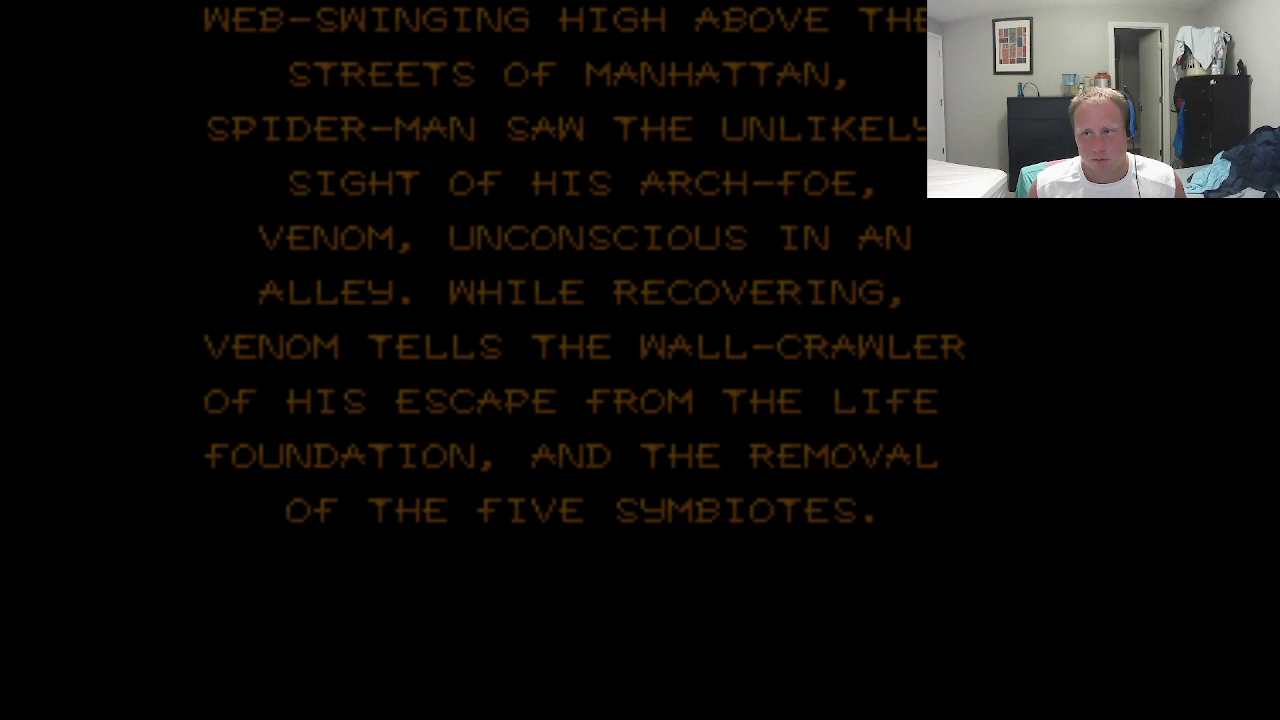 WEB-SWINGING HIGH ABOVE THE
STREETS OF MANHATTAN,
SPIDER-MAN SAW THE UNLIKELY
SIGHT OF HIS ARCH-FOE,
VENOM, UNCONSCIOUS IN AN
ALLEY. WHILE RECOVERING,
VENOM TELLS THE WALL-CRAWLER
OF HIS ESCAPE FROM THE LIFE
FOUNDATION, AND THE REMOVAL
OF THE FIVE SYMBIOTES.